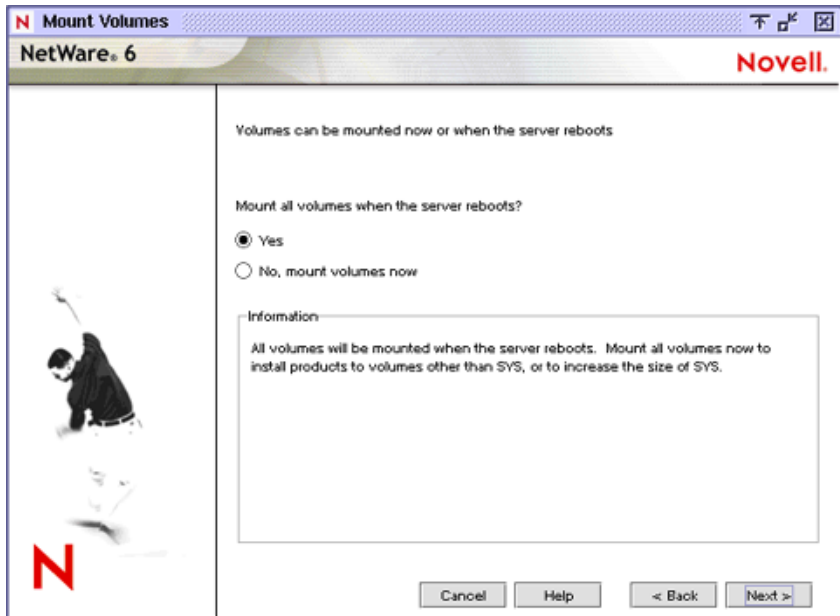 N Mount Volumes
NetWare® 6
Novell®
Volumes can be mounted now or when the server reboots
Mount all volumes when the server reboots?
Yes
No, mount volumes now
Information
All volumes will be mounted when the server reboots. Mount all volumes now to
install products to volumes other than SYS, or to increase the size of SYS.
N
Cancel Help < Back Next >